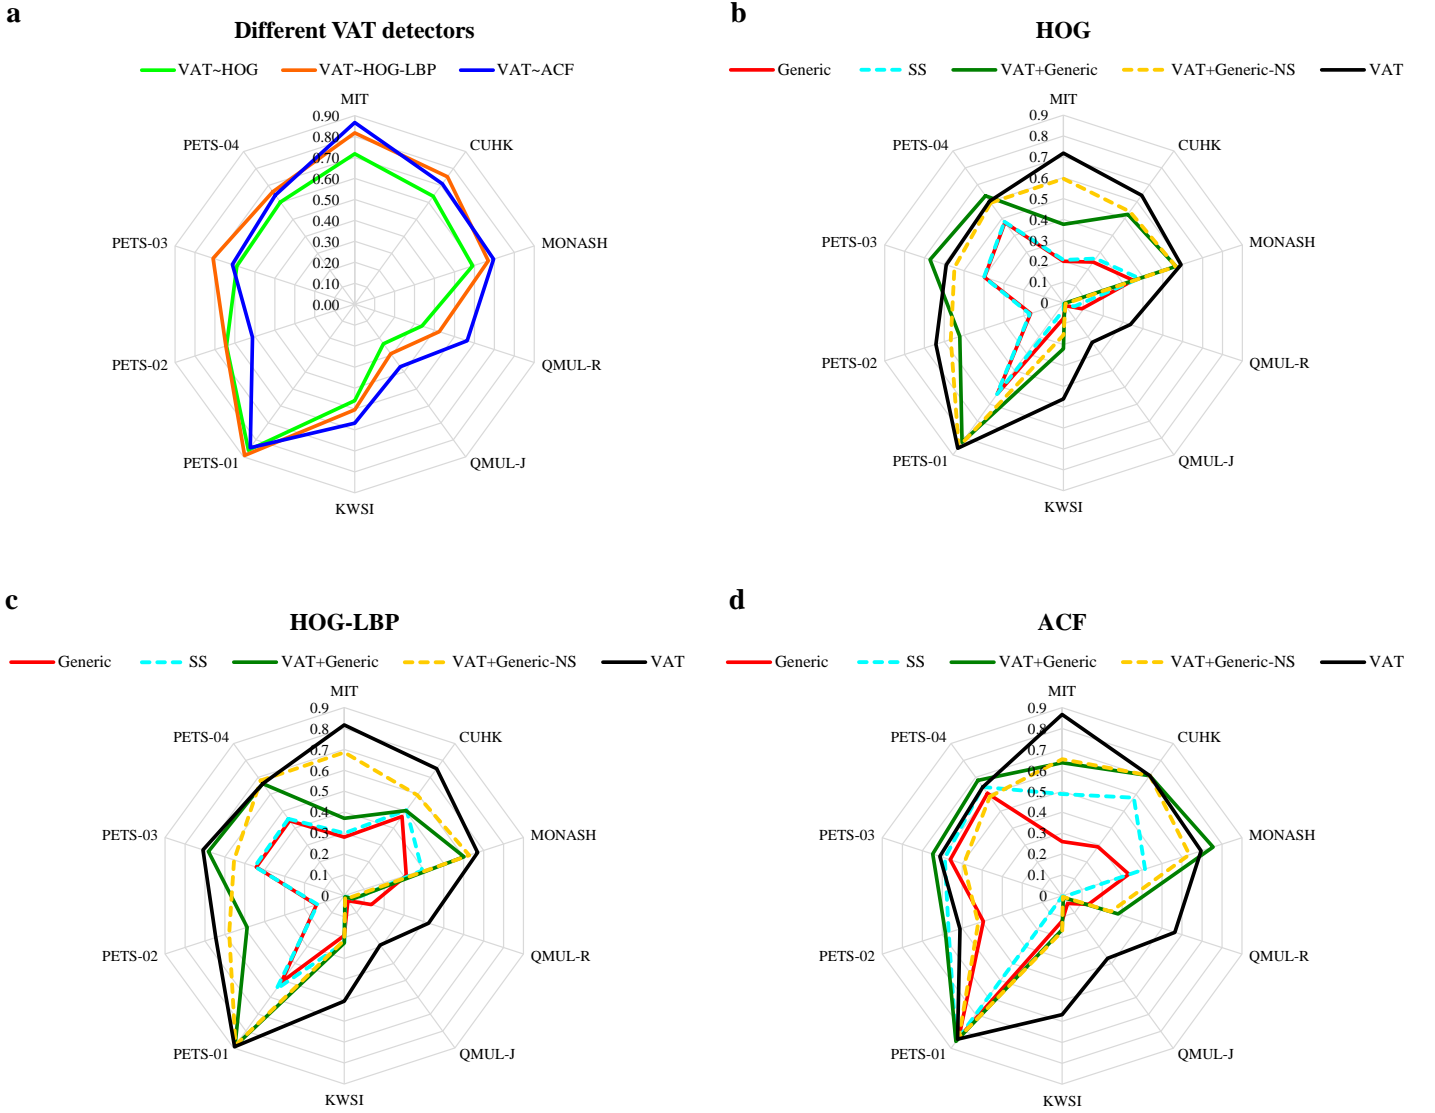 a
Different VAT detectors
VAT~HOG VAT~HOG-LBP VAT~ACF
MIT
CUHK
MONASH
QMUL-R
QMUL-J
KWSI
PETS-01
PETS-02
PETS-03
PETS-04
0.90
0.80
0.70
0.60
0.50
0.40
0.30
0.20
0.10
0.00
b
HOG
Generic SS VAT+Generic VAT+Generic-NS VAT
MIT
CUHK
MONASH
QMUL-R
QMUL-J
KWSI
PETS-01
PETS-02
PETS-03
PETS-04
0.9
0.8
0.7
0.6
0.5
0.4
0.3
0.2
0.1
0
c
HOG-LBP
Generic SS VAT+Generic VAT+Generic-NS VAT
MIT
CUHK
MONASH
QMUL-R
QMUL-J
KWSI
PETS-01
PETS-02
PETS-03
PETS-04
0.9
0.8
0.7
0.6
0.5
0.4
0.3
0.2
0.1
0
d
ACF
Generic SS VAT+Generic VAT+Generic-NS VAT
MIT
CUHK
MONASH
QMUL-R
QMUL-J
KWSI
PETS-01
PETS-02
PETS-03
PETS-04
0.9
0.8
0.7
0.6
0.5
0.4
0.3
0.2
0.1
0